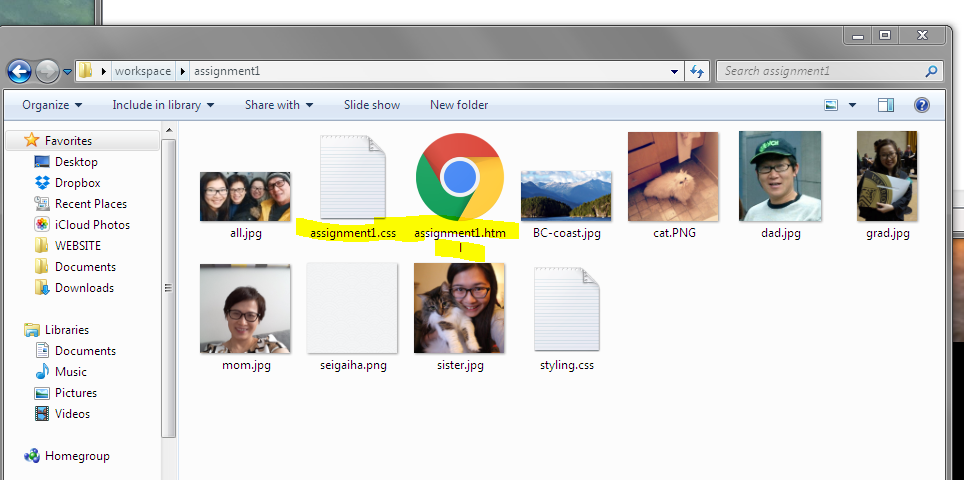 workspace assignment1 Search assignment1
Organize Include in library Share with Slide show New folder
Favorites
Desktop
Dropbox
Recent Places
iCloud Photos
WEBSITE
Documents
Downloads
Libraries
Documents
Music
Pictures
Videos
Homegroup
all.jpg assignment1.css assignment1.htm BC-coast.jpg cat.PNG dad.jpg grad.jpg
l
mom.jpg seigaiha.png sister.jpg styling.css